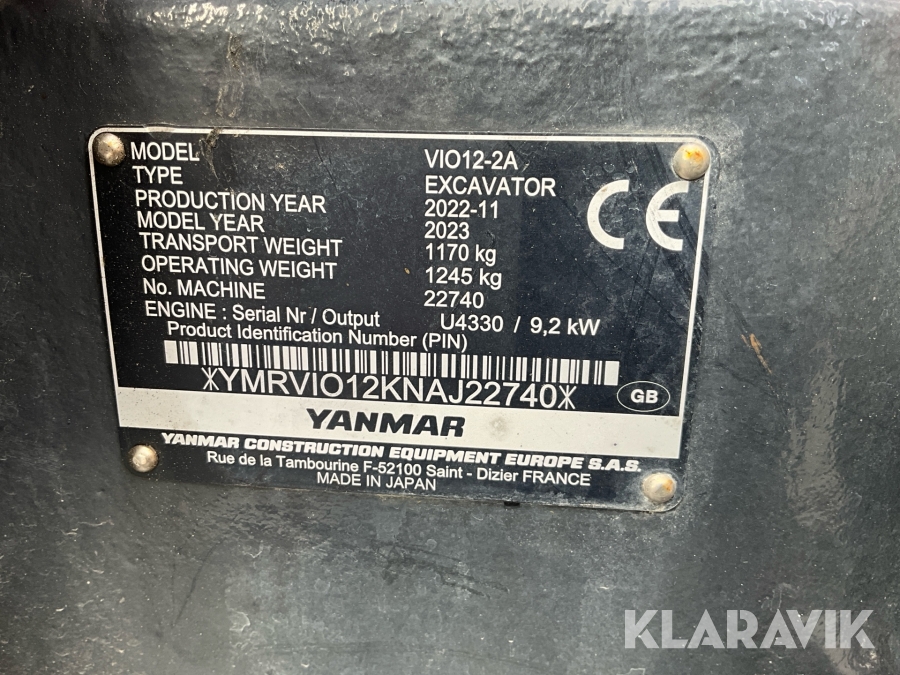 MODEL VIO12-2A
TYPE EXCAVATOR
PRODUCTION YEAR 2022-11
MODEL YEAR 2023
TRANSPORT WEIGHT 1170 kg
OPERATING WEIGHT 1245 kg
No. MACHINE 22740
ENGINE : Serial Nr / Output U4330 / 9,2 kW
Product Identification Number (PIN)
*YMRVIO12KNAJ22740*
CE
GB
YANMAR
YANMAR CONSTRUCTION EQUIPMENT EUROPE S.A.S.
Rue de la Tambourine F-52100 Saint - Dizier FRANCE
MADE IN JAPAN
KLARAVIK